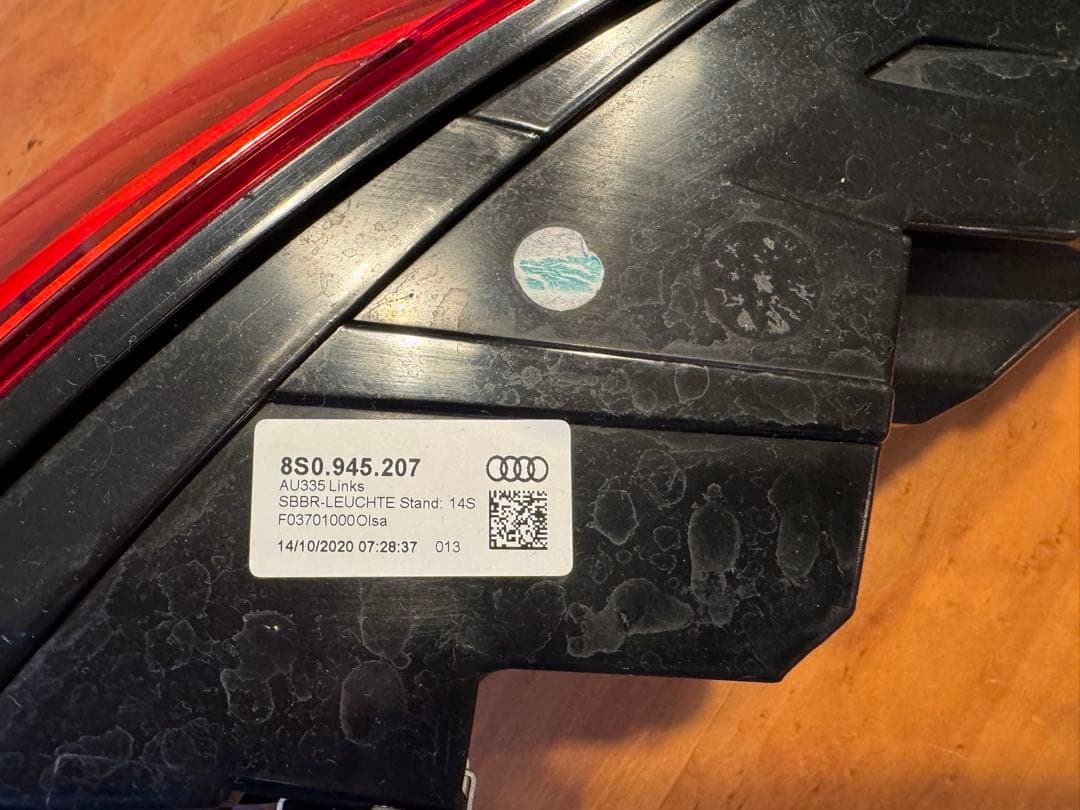 8S0.945.207
AU335 Links
SBBR-LEUCHTE Stand: 14S
F03701000Olsa
14/10/2020 07:28:37 013